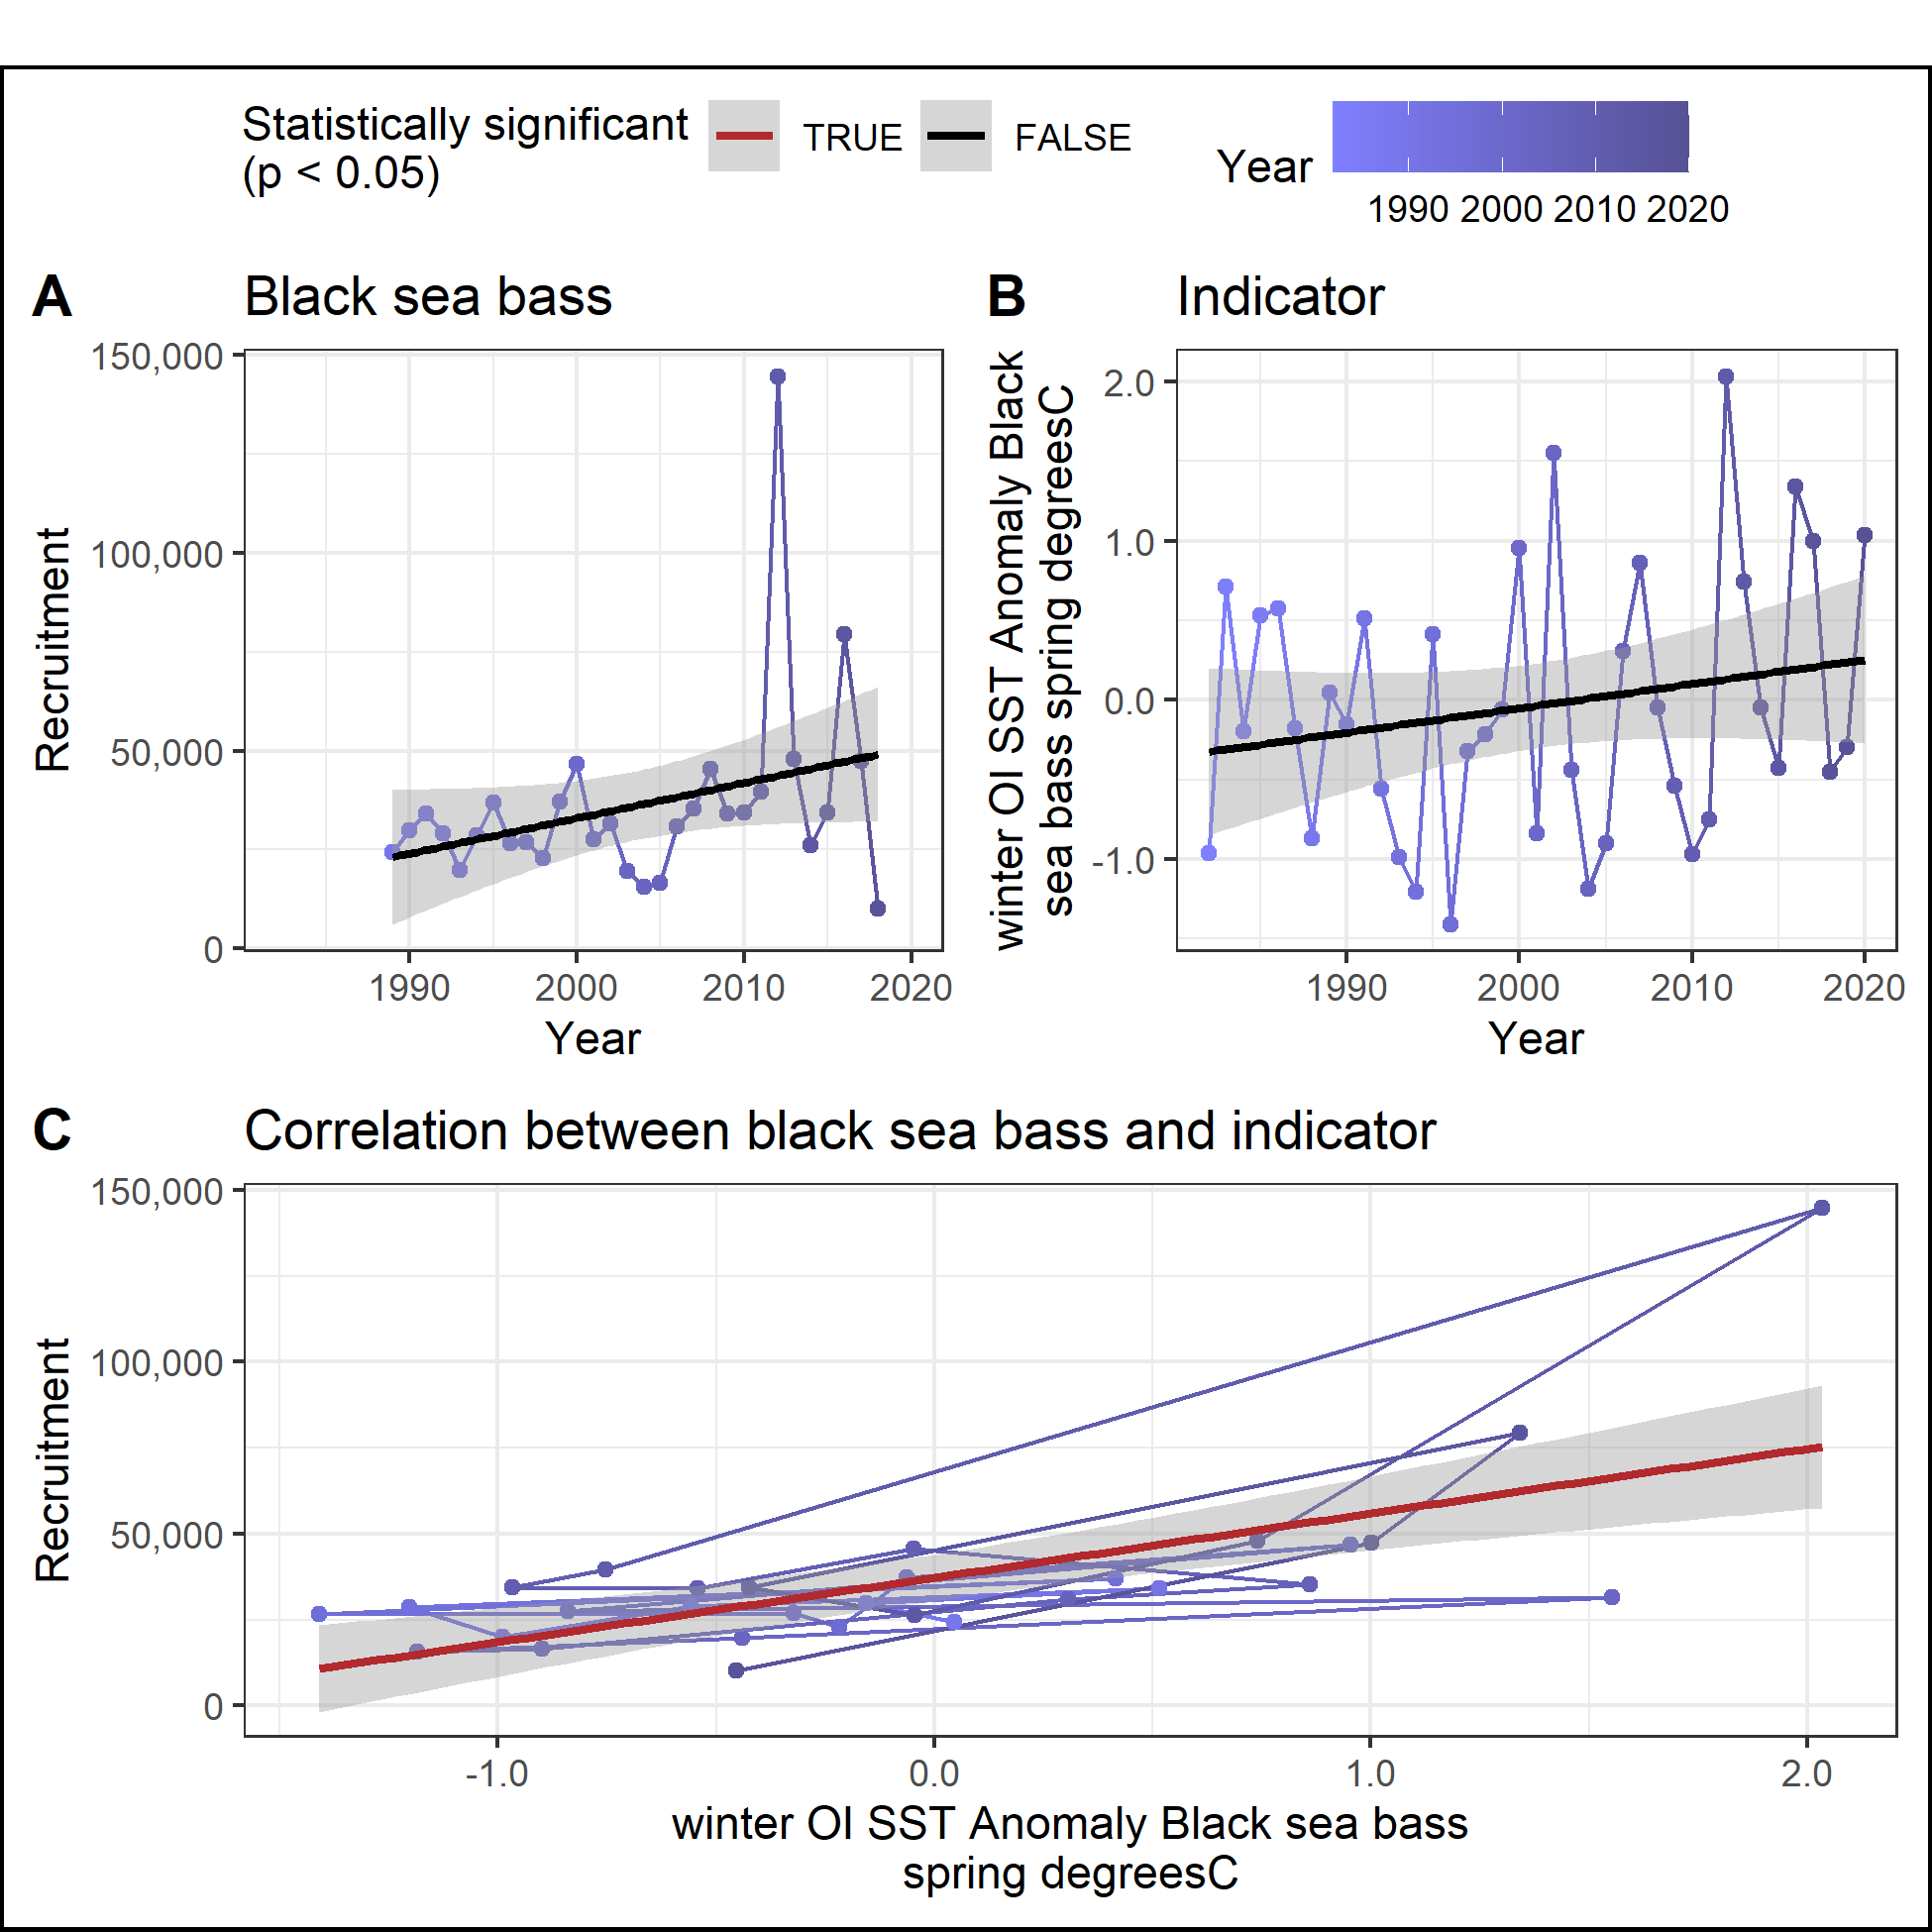 Statistically significant
(p < 0.05)
TRUE
FALSE
Year
1990 2000 2010 2020
A
Black sea bass
Recruitment
150,000
100,000
50,000
0
1990
2000
2010
2020
Year
B
Indicator
winter OI SST Anomaly Black
sea bass spring degreesC
2.0
1.0
0.0
-1.0
1990
2000
2010
2020
Year
C
Correlation between black sea bass and indicator
Recruitment
150,000
100,000
50,000
0
-1.0
0.0
1.0
2.0
winter OI SST Anomaly Black sea bass
spring degreesC